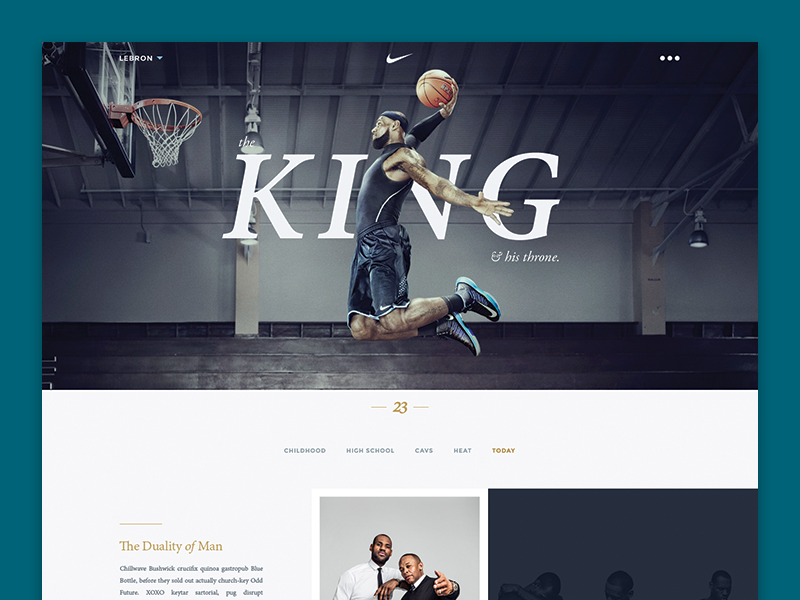 LEBRON
the
KING
& his throne.
23
CHILDHOOD HIGH SCHOOL CAVS HEAT TODAY
The Duality of Man
Chillwave Bushwick crucifix quinoa gastropub Blue
Bottle, before they sold out actually church-key Odd
Future. XOXO keytar sartorial, pug disrupt